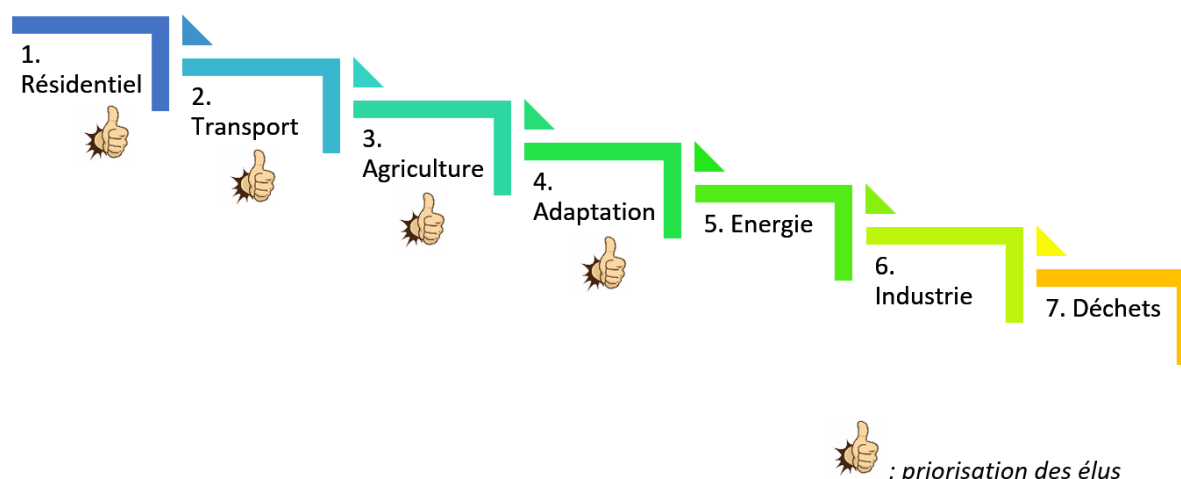 1.
Résidentiel
2.
Transport
3.
Agriculture
4.
Adaptation
5. Energie
6.
Industrie
7. Déchets
: priorisation des élus